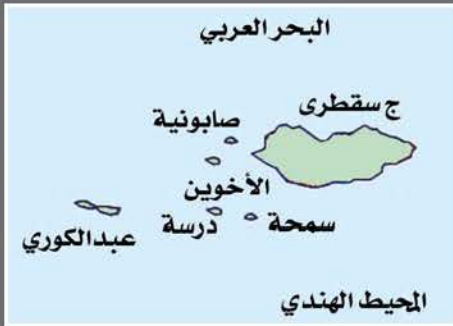 البحر العربي
ج سقطرى
صابونية
الأخوين
سمحة
درسة
عبدالكوري
المحيط الهندي